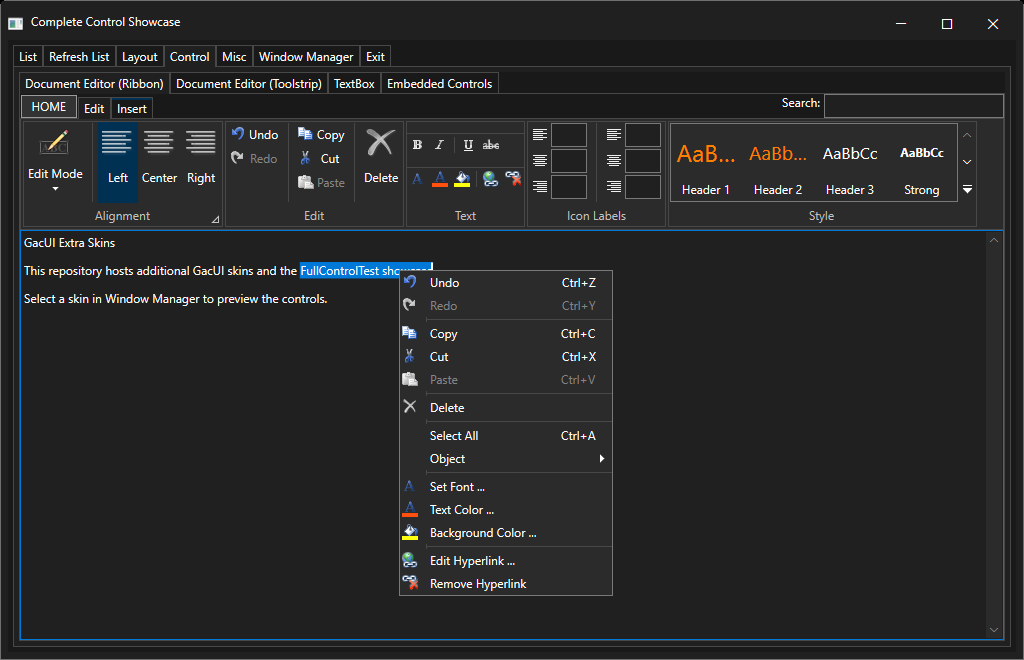 Complete Control Showcase
List Refresh List Layout Control Misc Window Manager Exit
Document Editor (Ribbon) Document Editor (Toolstrip) TextBox Embedded Controls
HOME Edit Insert Search:
ABC
Edit Mode
Left Center Right
Alignment
Undo
Redo
Copy
Cut
Paste
Delete
Edit
B I U abc
A A
Text
Icon Labels
AaB... AaBb... AaBbCc AaBbCc
Header 1 Header 2 Header 3 Strong
Style
GacUI Extra Skins
This repository hosts additional GacUI skins and the FullControlTest
Select a skin in Window Manager to preview the controls.
Undo Ctrl+Z
Redo Ctrl+Y
Copy Ctrl+C
Cut Ctrl+X
Paste Ctrl+V
Delete
Select All Ctrl+A
Object
A Set Font ...
A Text Color ...
Background Color ...
Edit Hyperlink ...
Remove Hyperlink